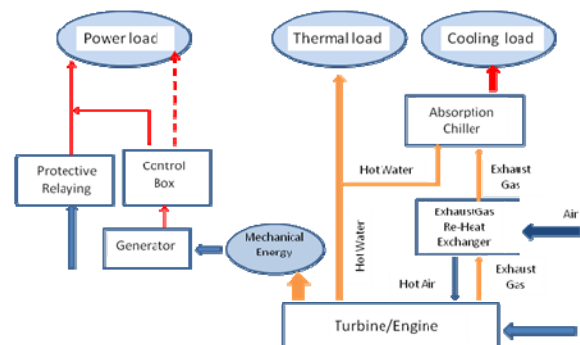 Power load
Thermal load
Cooling load
Absorption
Chiller
Hot Water
Exhaust
Gas
Protective
Relaying
Control
Box
Generator
Mechanical
Energy
Hot Water
ExhaustGas
Re-Heat
Exchanger
Air
Hot Air
Exhaust
Gas
Turbine/Engine